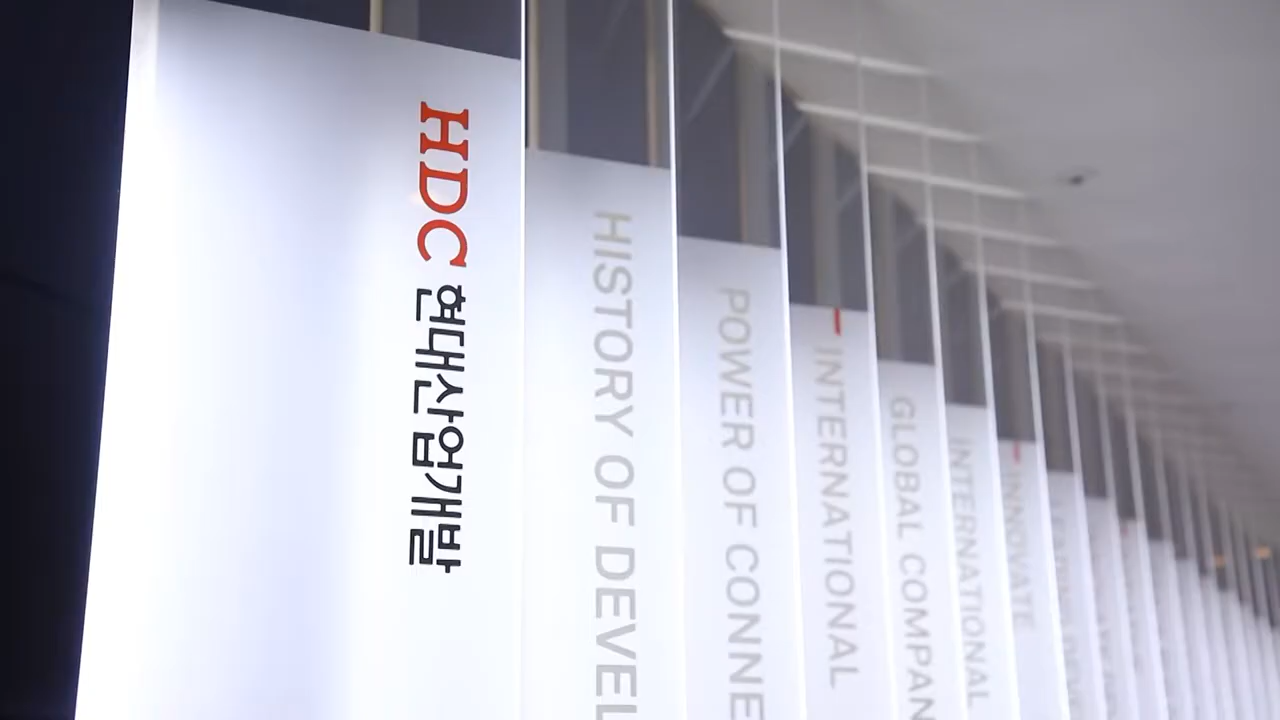 HDC 현대산업개발
HISTORY OF DEVEL
POWER OF CONNE
INTERNATIONAL
GLOBAL COMPAN
INTERNATIONAL
INNOVATE